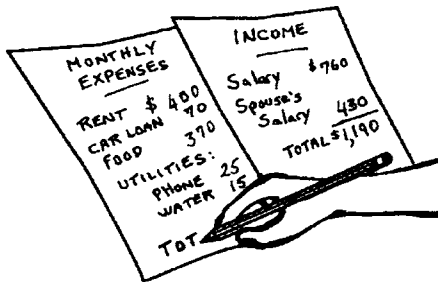 MONTHLY
EXPENSES
RENT $ 400
CAR LOAN 70
FOOD 370
UTILITIES:
PHONE 25
WATER 15
TOT
INCOME
Salary $760
Spouse's
Salary 430
TOTAL $1,190